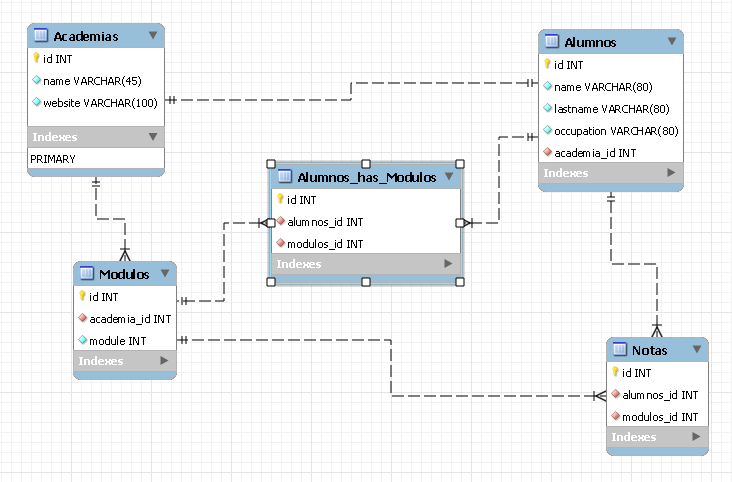 Academias
id INT
name VARCHAR(45)
website VARCHAR(100)
Indexes
PRIMARY
Alumnos
id INT
name VARCHAR(80)
lastname VARCHAR(80)
occupation VARCHAR(80)
academia_id INT
Indexes
Alumnos_has_Modulos
id INT
alumnos_id INT
modulos_id INT
Indexes
Modulos
id INT
academia_id INT
module INT
Indexes
Notas
id INT
alumnos_id INT
modulos_id INT
Indexes